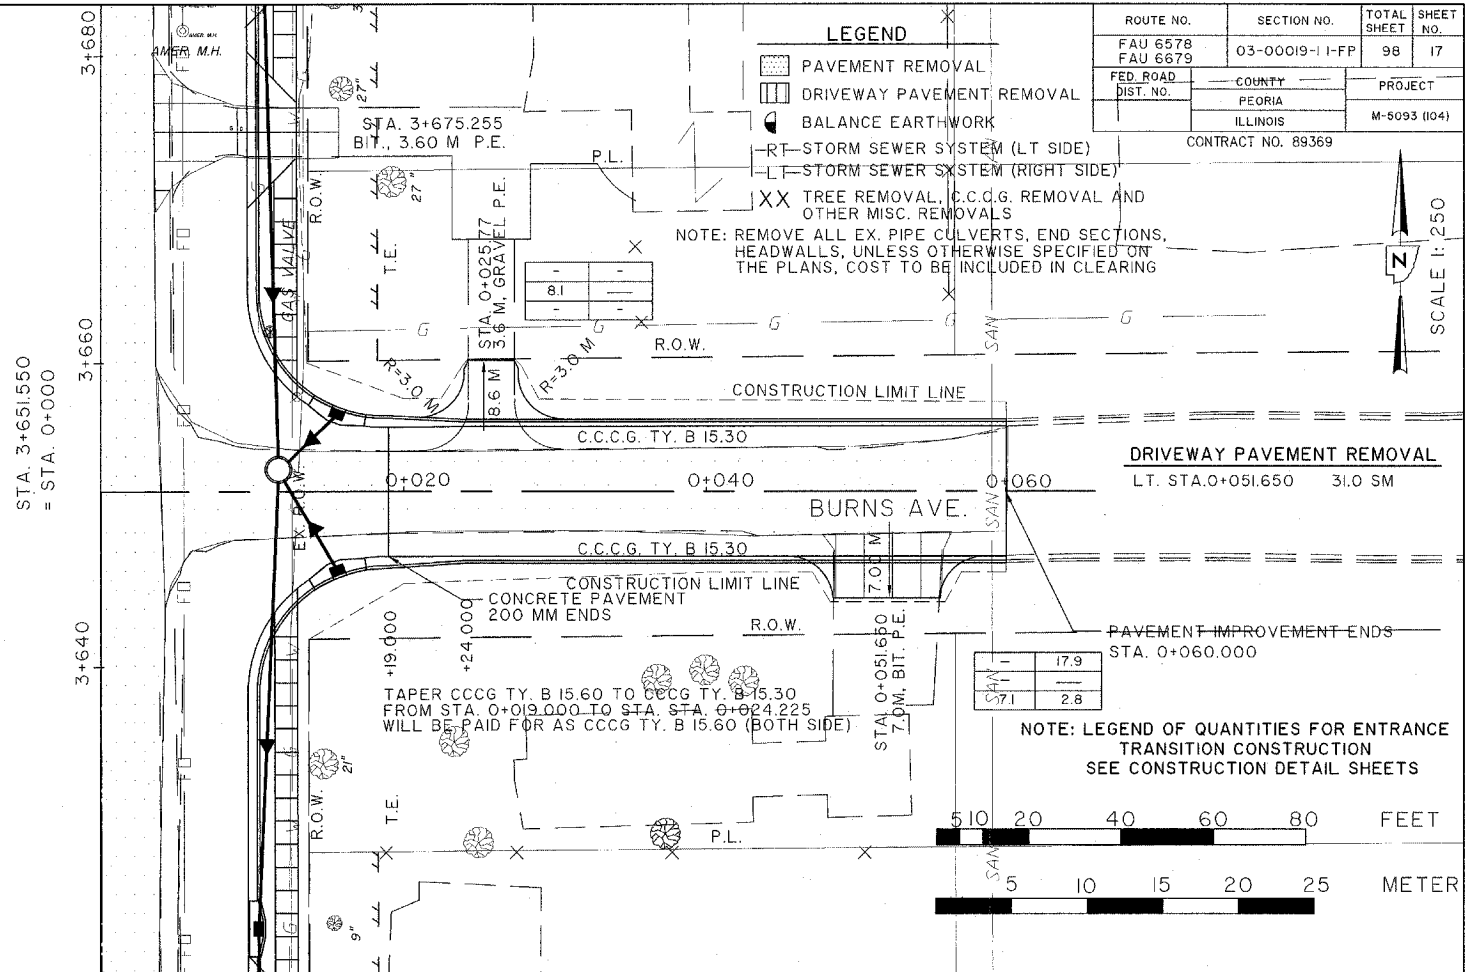 ROUTE NO.
SECTION NO.
TOTAL SHEET
SHEET NO.
FAU 6578
FAU 6679
03-00019-11-FP
98
17
FED. ROAD DIST. NO.
COUNTY
PROJECT
PEORIA
ILLINOIS
M-5093 (104)
CONTRACT NO. 89369
LEGEND
PAVEMENT REMOVAL
DRIVEWAY PAVEMENT REMOVAL
BALANCE EARTHWORK
RT STORM SEWER SYSTEM (LT SIDE)
LT STORM SEWER SYSTEM (RIGHT SIDE)
XX TREE REMOVAL, C.C.C.G. REMOVAL AND
OTHER MISC. REMOVALS
NOTE: REMOVE ALL EX. PIPE CULVERTS, END SECTIONS,
HEADWALLS, UNLESS OTHERWISE SPECIFIED ON
THE PLANS, COST TO BE INCLUDED IN CLEARING
N
SCALE 1: 250
3+680
3+660
3+640
STA. 3+651.550
= STA. 0+000
AMER. M.H.
AMER. M.H.
27"
27"
STA. 3+675.255
BIT., 3.60 M P.E.
P.L.
R.O.W.
T.E.
GAS VALVE
STA. 0+025.77
3.6 M, GRAVEL P.E.
- -
8.1 —
- -
G G G G G
SAN
SAN
R.O.W.
R=3.0 M
R=3.0 M
8.6 M
CONSTRUCTION LIMIT LINE
C.C.C.G. TY. B 15.30
DRIVEWAY PAVEMENT REMOVAL
LT. STA.0+051.650 31.0 SM
0+020
0+040
0+060
EX. R.O.W.
BURNS AVE.
SAN
C.C.C.G. TY. B 15.30
7.00 M
CONSTRUCTION LIMIT LINE
CONCRETE PAVEMENT
200 MM ENDS
+19.000
+24.000
R.O.W.
STA. 0+051.650
7.0M, BIT. P.E.
PAVEMENT IMPROVEMENT ENDS
STA. 0+060.000
- 17.9
7.1 2.8
SAN
TAPER CCCG TY. B 15.60 TO CCCG TY. B 15.30
FROM STA. 0+019.000 TO STA. STA. 0+024.225
WILL BE PAID FOR AS CCCG TY. B 15.60 (BOTH SIDE)
NOTE: LEGEND OF QUANTITIES FOR ENTRANCE
TRANSITION CONSTRUCTION
SEE CONSTRUCTION DETAIL SHEETS
21"
R.O.W.
T.E.
P.L.
SAN
9"
G
5 10 20 40 60 80 FEET
5 10 15 20 25 METER